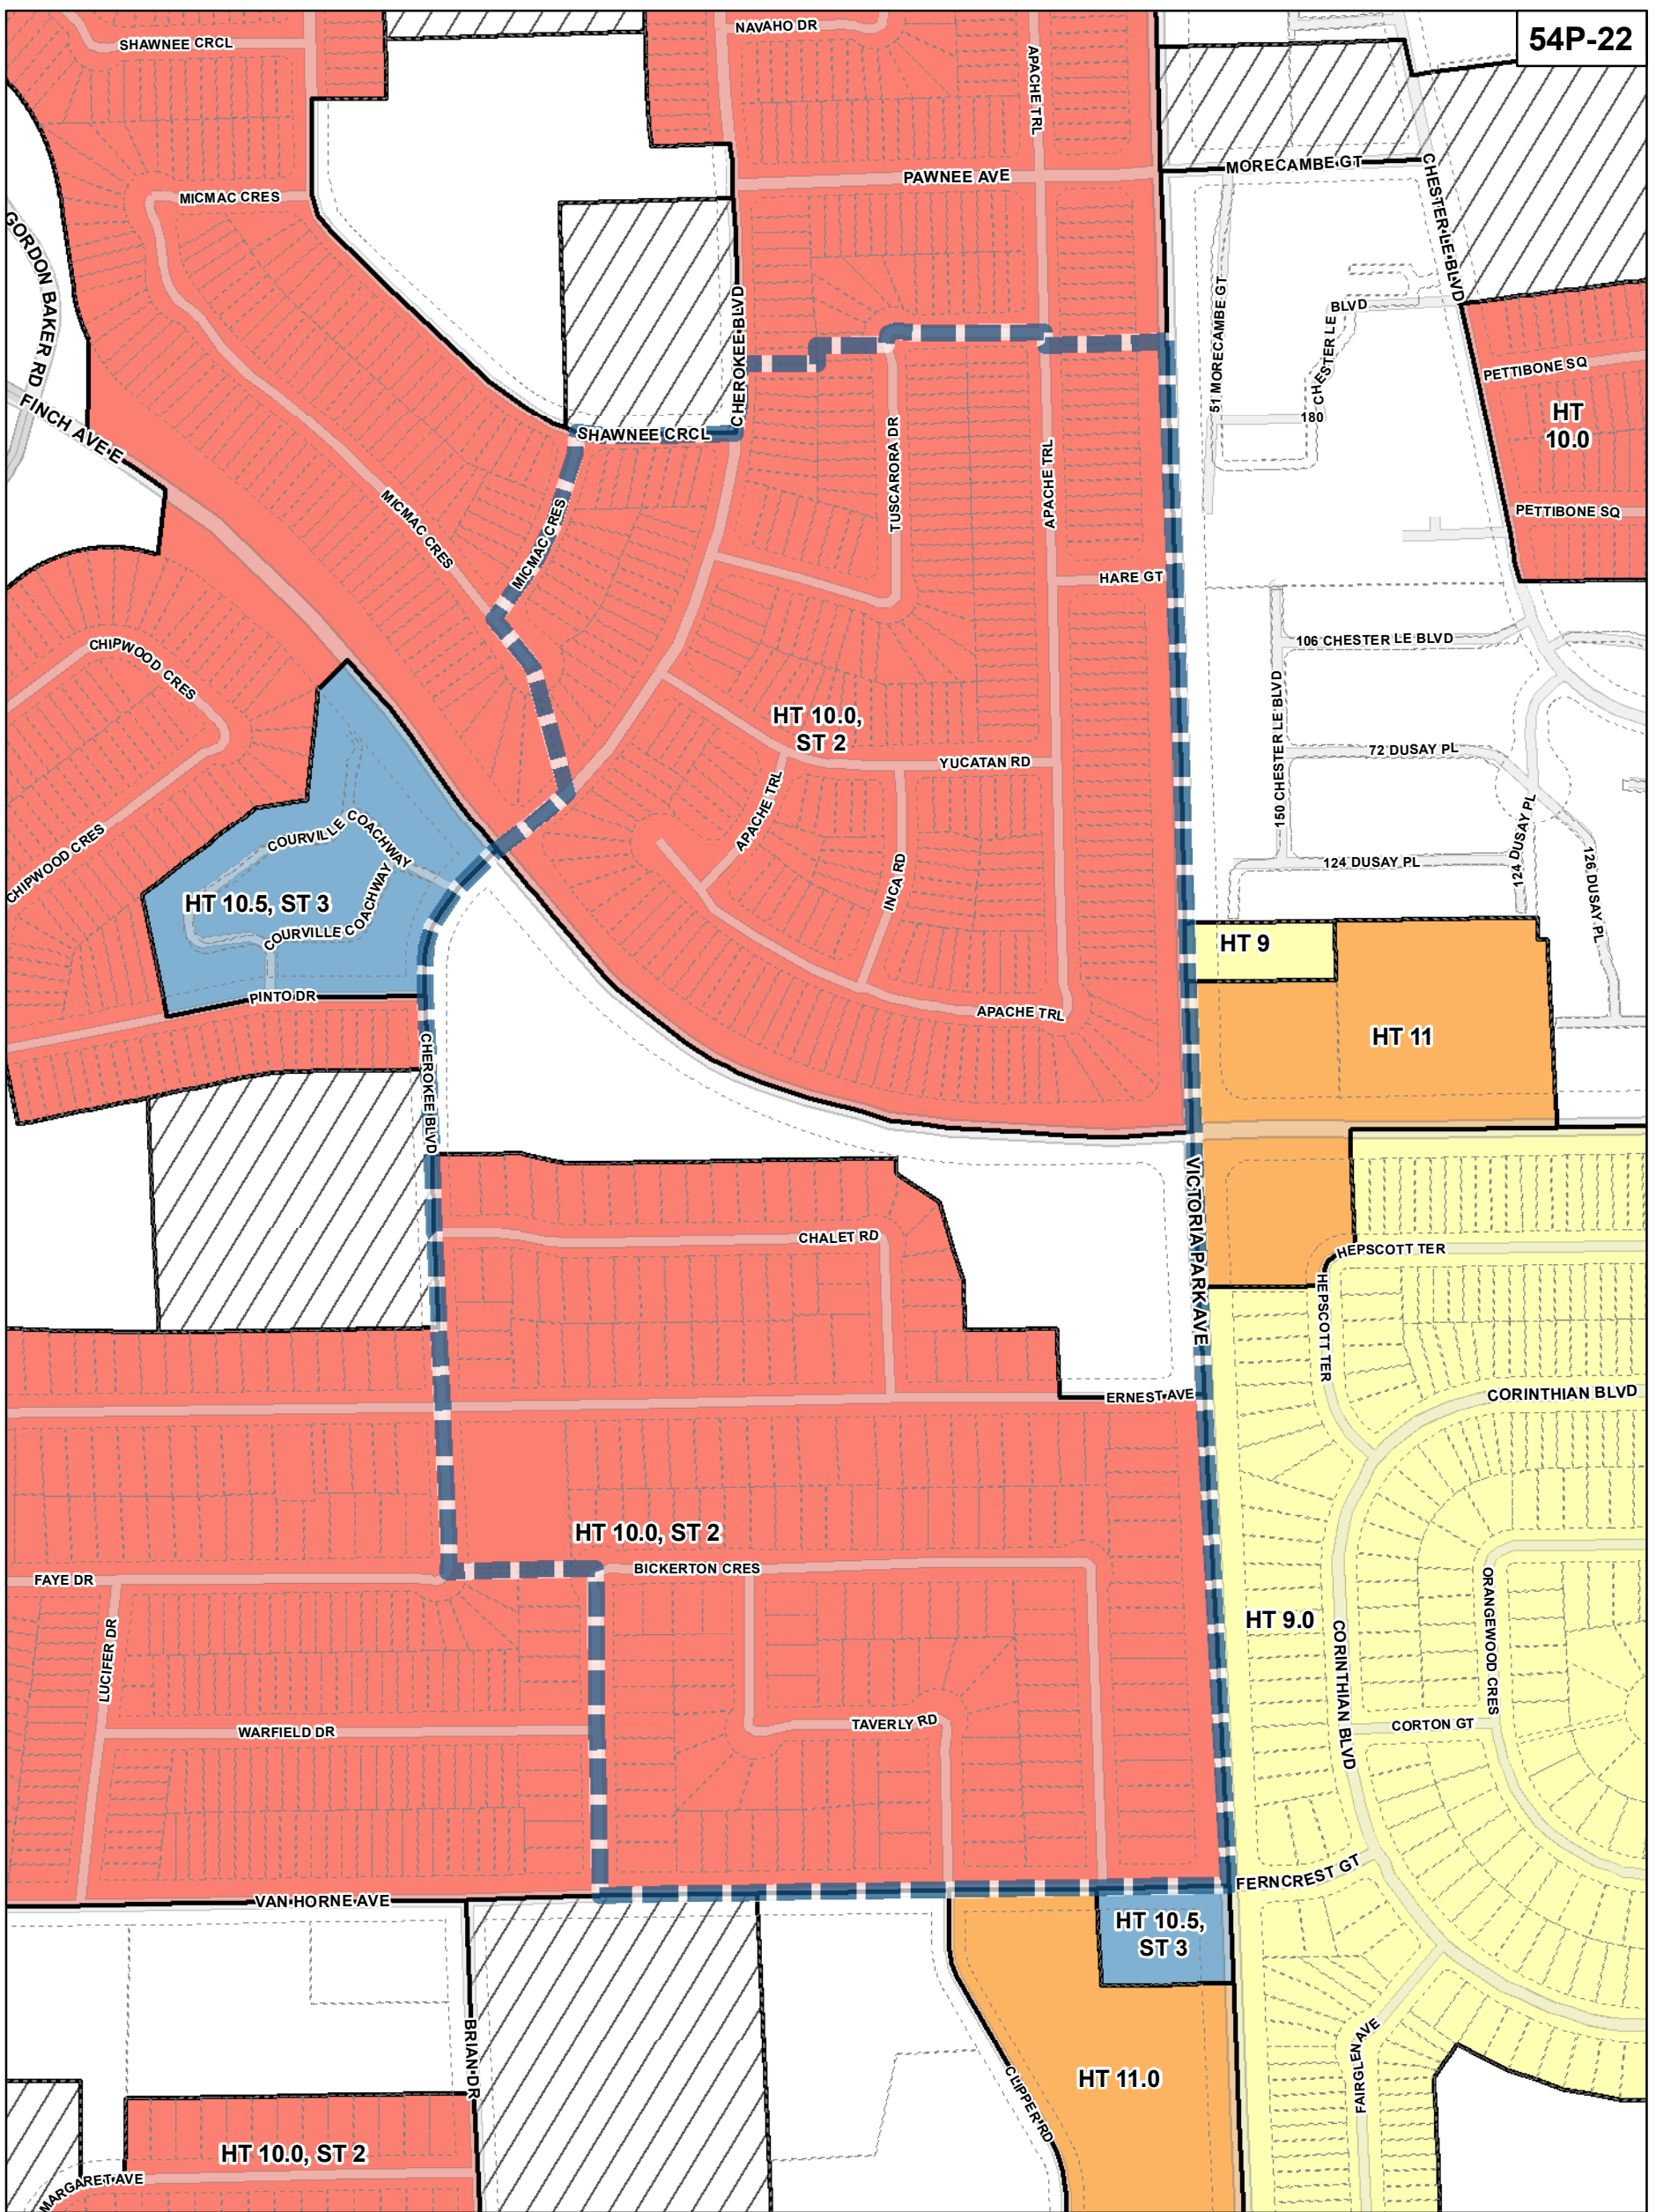 54P-22
NAVAHO DR
SHAWNEE CRCL
APACHE TRL
MORECAMBE GT
PAWNEE AVE
MICMAC CRES
CHESTER LE BLVD
GORDON BAKER RD
CHEROKEE BLVD
51 MORECAMBE GT
180 CHESTER LE BLVD
PETTIBONE SQ
HT
10.0
FINCH AVE E
SHAWNEE CRCL
TUSCARORA DR
APACHE TRL
MICMAC CRES
MICMAC CRES
PETTIBONE SQ
HARE GT
CHIPWOOD CRES
106 CHESTER LE BLVD
HT 10.0,
ST 2
150 CHESTER LE BLVD
72 DUSAY PL
YUCATAN RD
APACHE TRL
CHIPWOOD CRES
COURVILLE COACHWAY
INCA RD
124 DUSAY PL
124 DUSAY PL
126 DUSAY PL
HT 10.5, ST 3
COURVILLE COACHWAY
HT 9
PINTO DR
APACHE TRL
HT 11
CHEROKEE BLVD
VICTORIA PARK AVE
CHALET RD
HEPSCOTT TER
HEPSCOTT TER
ERNEST AVE
CORINTHIAN BLVD
HT 10.0, ST 2
FAYE DR
BICKERTON CRES
LUCIFER DR
HT 9.0
ORANGEWOOD CRES
CORINTHIAN BLVD
WARFIELD DR
TAVERLY RD
CORTON GT
FERNCREST GT
VAN HORNE AVE
HT 10.5,
ST 3
BRIAN DR
FAIRGLEN AVE
CLIPPER RD
HT 11.0
HT 10.0, ST 2
MARGARET AVE